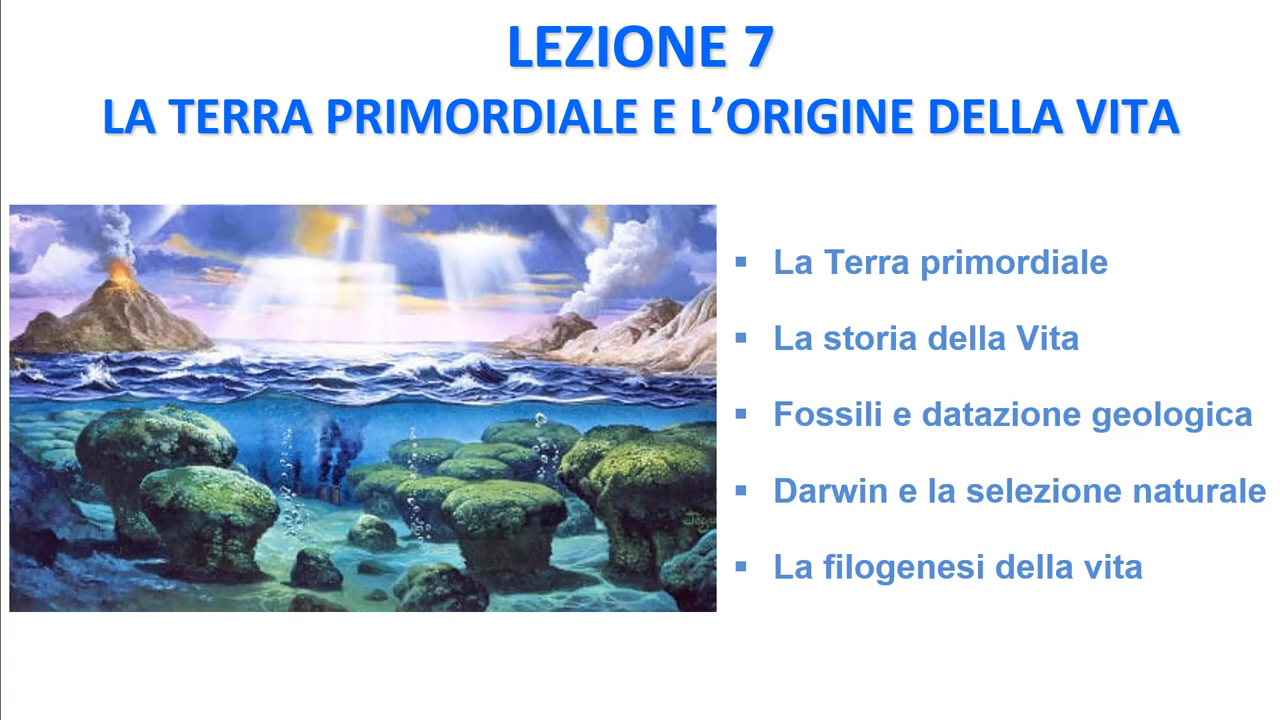 LEZIONE 7
LA TERRA PRIMORDIALE E L’ORIGINE DELLA VITA
▪ La Terra primordiale
▪ La storia della Vita
▪ Fossili e datazione geologica
▪ Darwin e la selezione naturale
▪ La filogenesi della vita